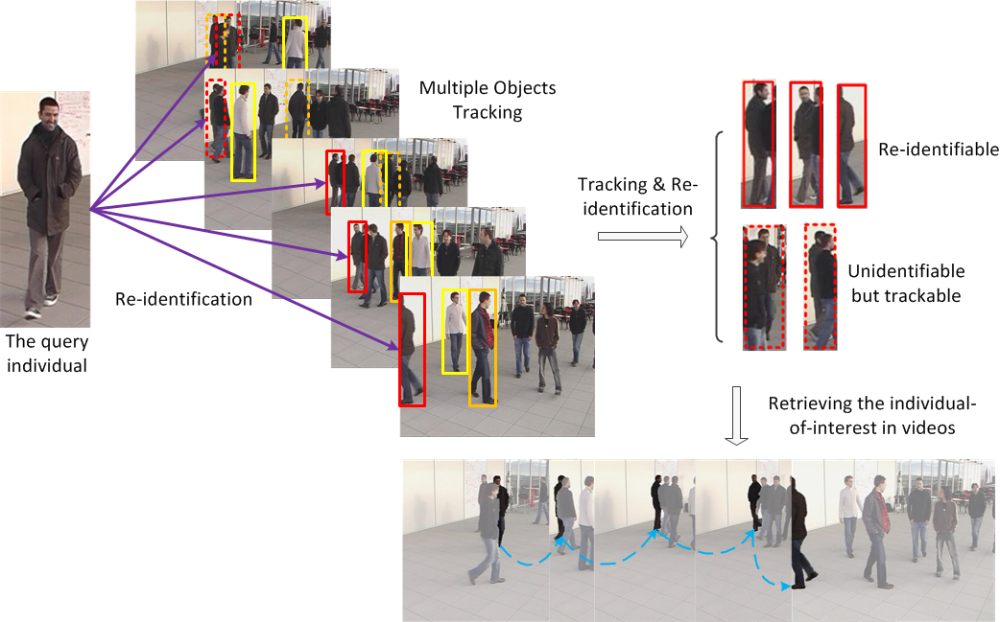 Multiple Objects
Tracking
Tracking & Re-
identification
Re-identifiable
Unidentifiable
but trackable
Re-identification
The query
individual
Retrieving the individual-
of-interest in videos